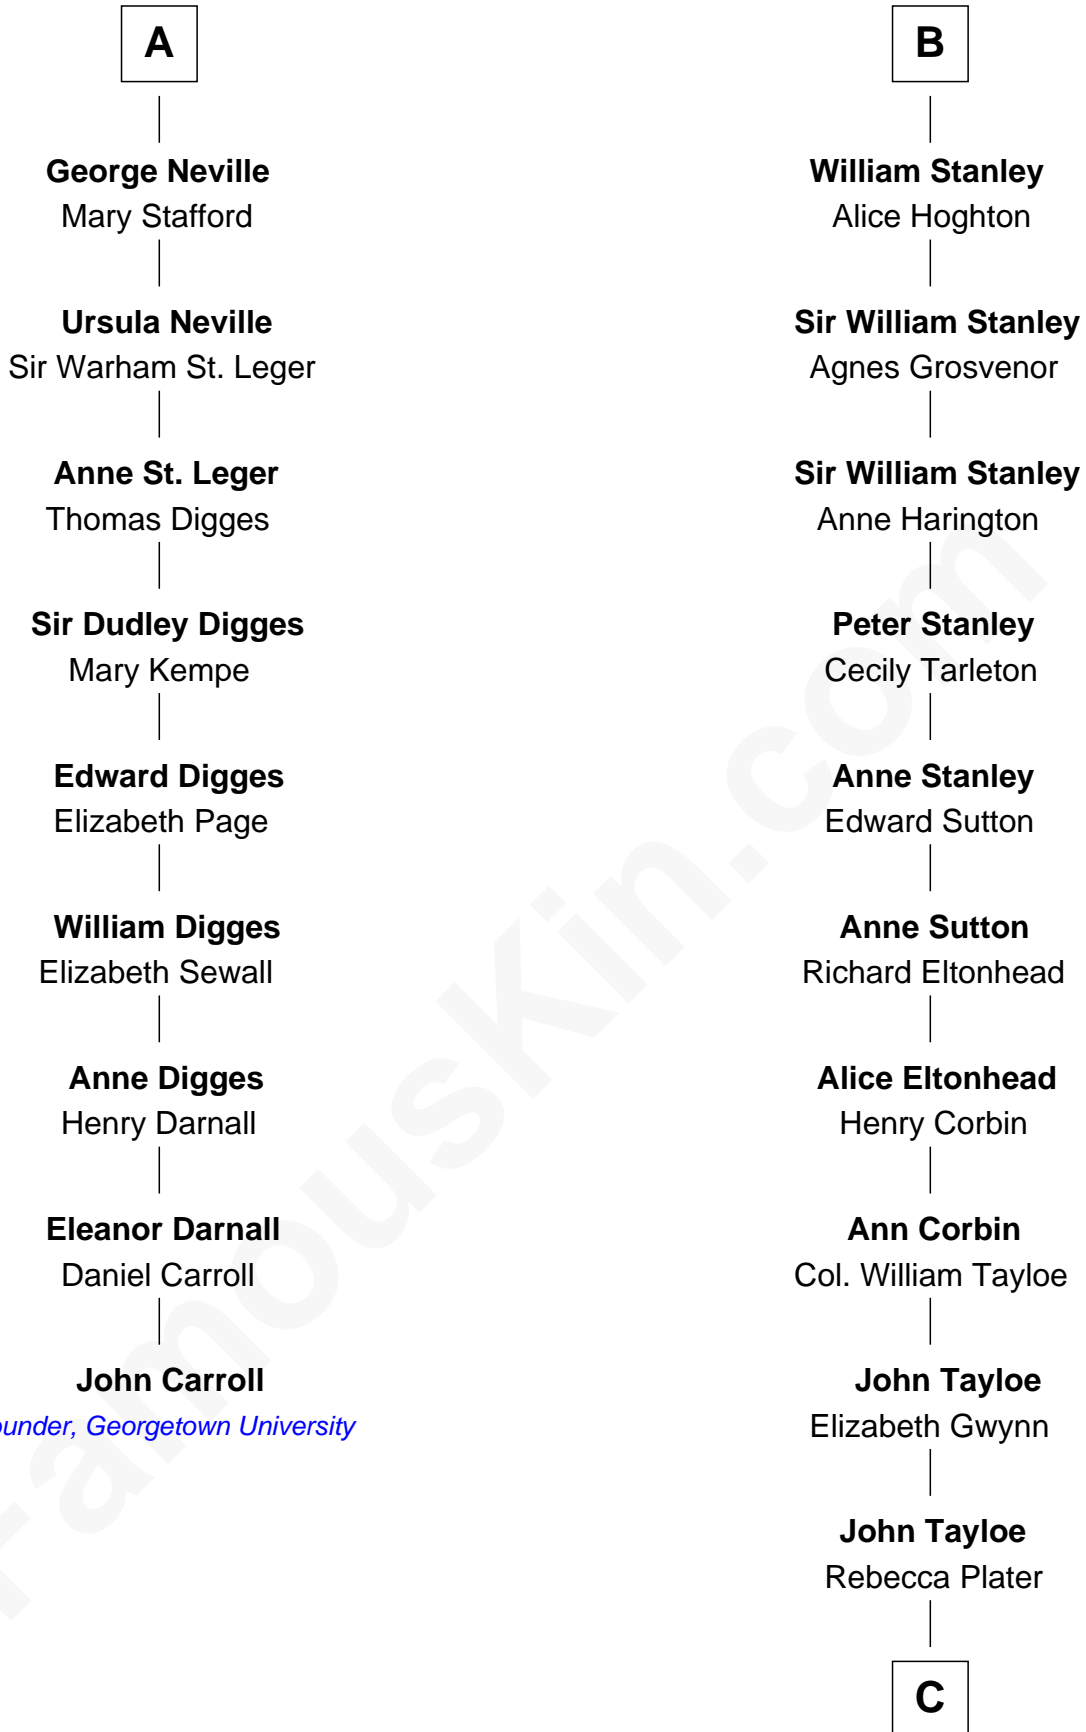 A
George Neville
Mary Stafford
Ursula Neville
Sir Warham St. Leger
Anne St. Leger
Thomas Digges
Sir Dudley Digges
Mary Kempe
Edward Digges
Elizabeth Page
William Digges
Elizabeth Sewall
Anne Digges
Henry Darnall
Eleanor Darnall
Daniel Carroll
John Carroll
ounder, Georgetown University
B
William Stanley
Alice Hoghton
Sir William Stanley
Agnes Grosvenor
Sir William Stanley
Anne Harington
Peter Stanley
Cecily Tarleton
Anne Stanley
Edward Sutton
Anne Sutton
Richard Eltonhead
Alice Eltonhead
Henry Corbin
Ann Corbin
Col. William Tayloe
John Tayloe
Elizabeth Gwynn
John Tayloe
Rebecca Plater
C
FamousKin.com